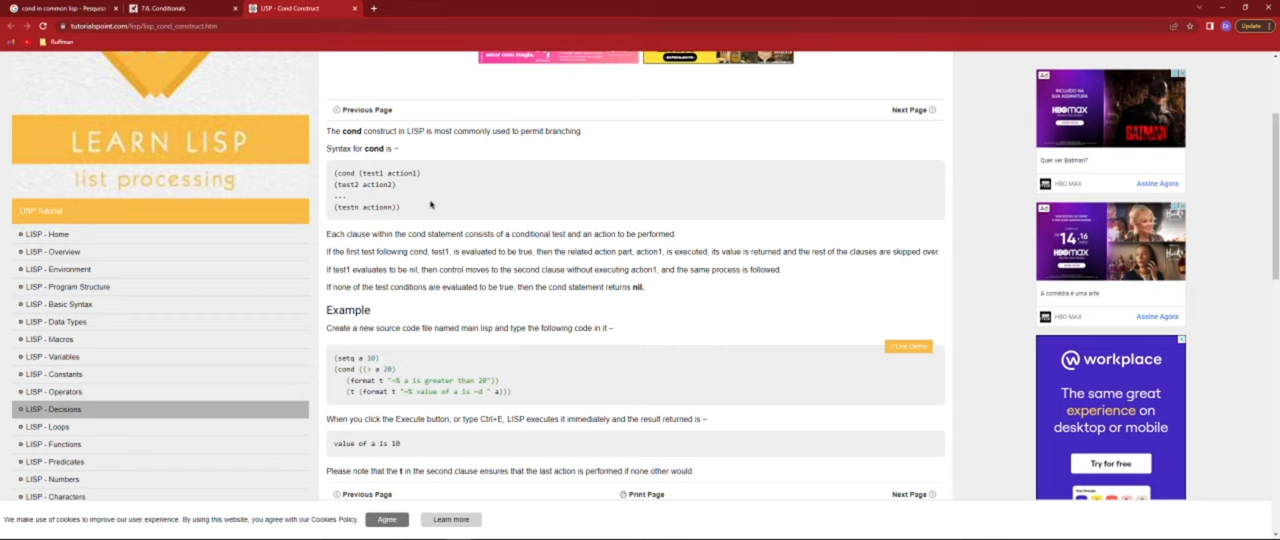 cond in common lisp - Pesquisa
7.6. Conditionals
LISP - Cond Construct
tutorialspoint.com/lisp/lisp_cond_construct.htm
Update
fluffman
LEARN LISP
list processing
LISP Tutorial
LISP - Home
LISP - Overview
LISP - Environment
LISP - Program Structure
LISP - Basic Syntax
LISP - Data Types
LISP - Macros
LISP - Variables
LISP - Constants
LISP - Operators
LISP - Decisions
LISP - Loops
LISP - Functions
LISP - Predicates
LISP - Numbers
LISP - Characters
amor com magia.
Previous Page
Next Page
The cond construct in LISP is most commonly used to permit branching.
Syntax for cond is −
(cond (test1 action1)
(test2 action2)
...
(testn actionn))
Each clause within the cond statement consists of a conditional test and an action to be performed.
If the first test following cond, test1, is evaluated to be true, then the related action part, action1, is executed, its value is returned and the rest of the clauses are skipped over.
If test1 evaluates to be nil, then control moves to the second clause without executing action1, and the same process is followed.
If none of the test conditions are evaluated to be true, then the cond statement returns nil.
Example
Create a new source code file named main.lisp and type the following code in it −
Live Demo
(setq a 10)
(cond ((> a 20)
(format t "~% a is greater than 20"))
(t (format t "~% value of a is ~d " a)))
When you click the Execute button, or type Ctrl+E, LISP executes it immediately and the result returned is −
value of a is 10
Please note that the t in the second clause ensures that the last action is performed if none other would.
Previous Page
Print Page
Next Page
Ad
INCLUÍDO NA
SUA ASSINATURA
HBOmax
BATMAN
Quer ver Batman?
HBO MAX
Assine Agora
Ad
HBOmax
14,16
A comédia é uma arte
HBO MAX
Assine Agora
workplace
The same great
experience on
desktop or mobile
Try for free
We make use of cookies to improve our user experience. By using this website, you agree with our Cookies Policy.
Agree
Learn more